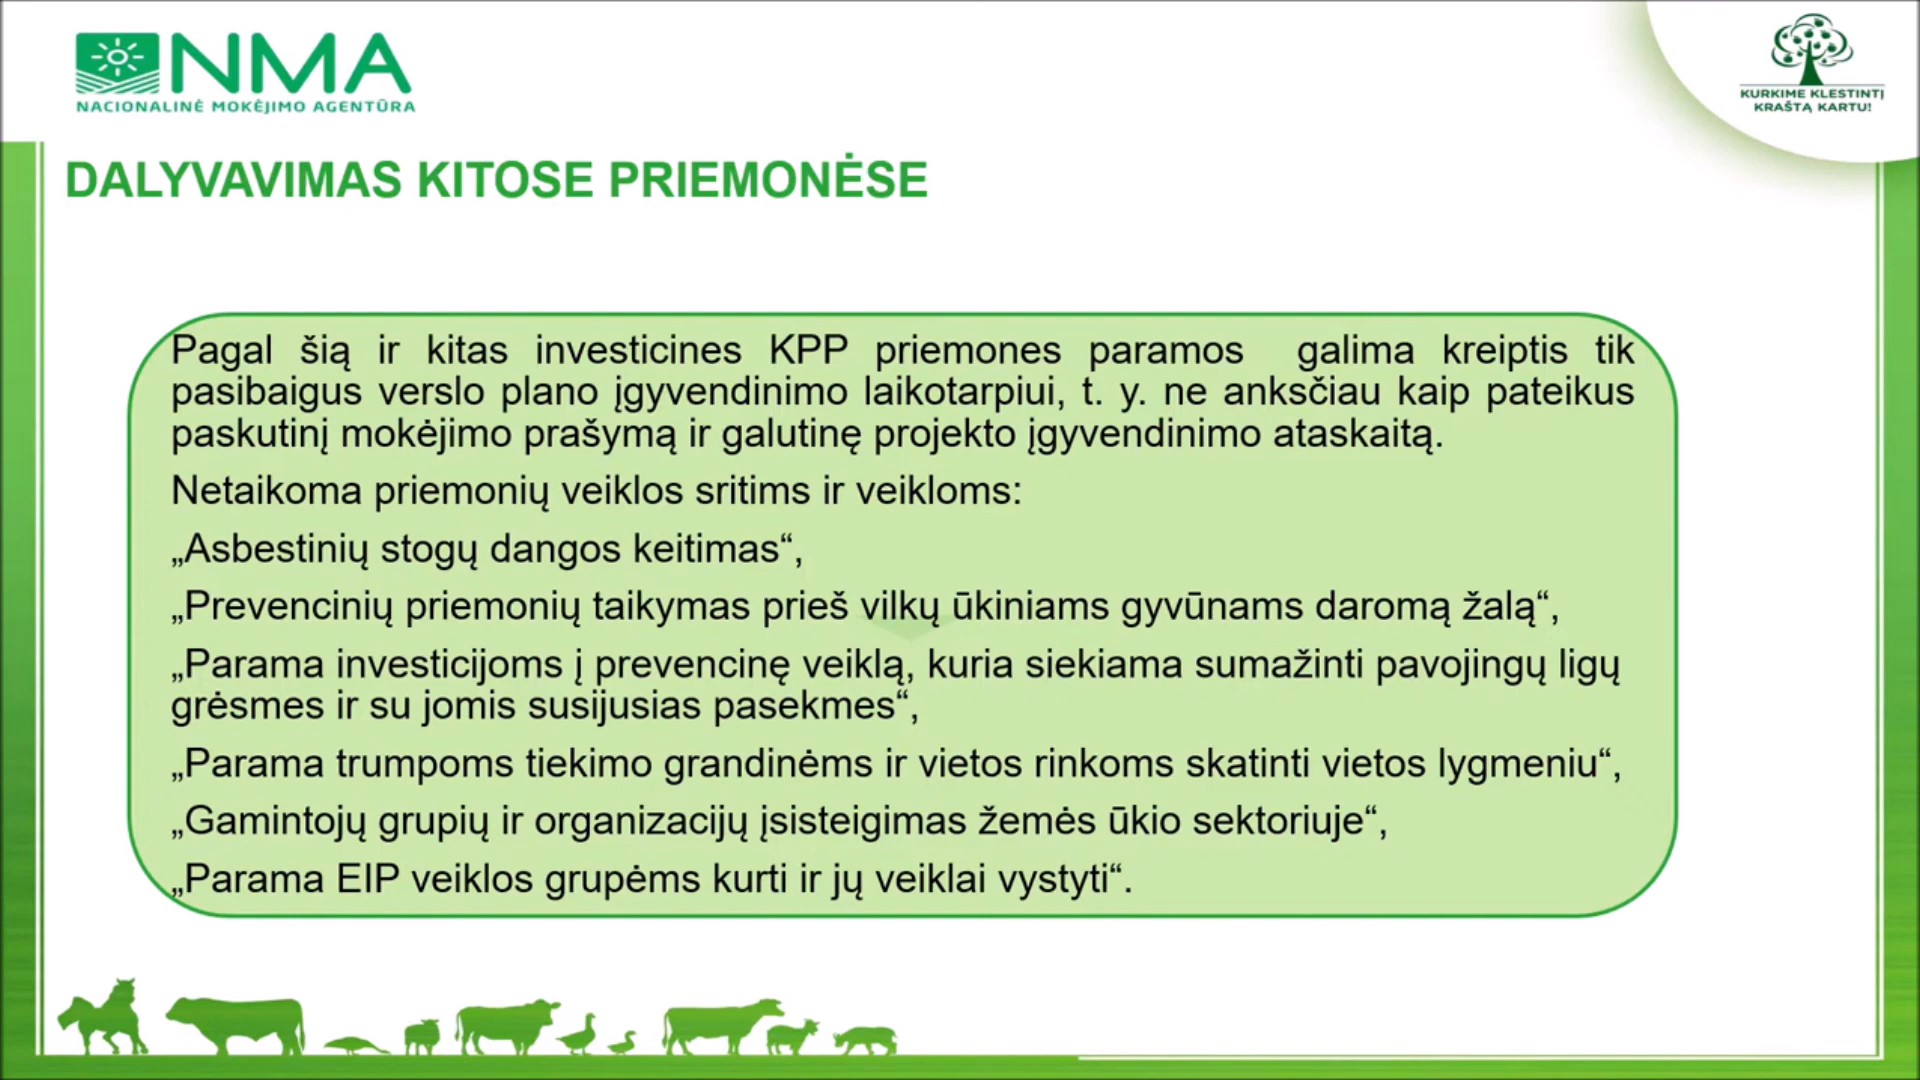 NMA
NACIONALINĖ MOKĖJIMO AGENTŪRA
KURKIME KLESTINTĮ
KRAŠTĄ KARTU!
DALYVAVIMAS KITOSE PRIEMONĖSE
Pagal šią ir kitas investicines KPP priemones paramos galima kreiptis tik
pasibaigus verslo plano įgyvendinimo laikotarpiui, t. y. ne anksčiau kaip pateikus
paskutinį mokėjimo prašymą ir galutinę projekto įgyvendinimo ataskaitą.
Netaikoma priemonių veiklos sritims ir veikloms:
„Asbestinių stogų dangos keitimas“,
„Prevencinių priemonių taikymas prieš vilkų ūkiniams gyvūnams daromą žalą“,
„Parama investicijoms į prevencinę veiklą, kuria siekiama sumažinti pavojingų ligų
grėsmes ir su jomis susijusias pasekmes“,
„Parama trumpoms tiekimo grandinėms ir vietos rinkoms skatinti vietos lygmeniu“,
„Gamintojų grupių ir organizacijų įsisteigimas žemės ūkio sektoriuje“,
„Parama EIP veiklos grupėms kurti ir jų veiklai vystyti“.